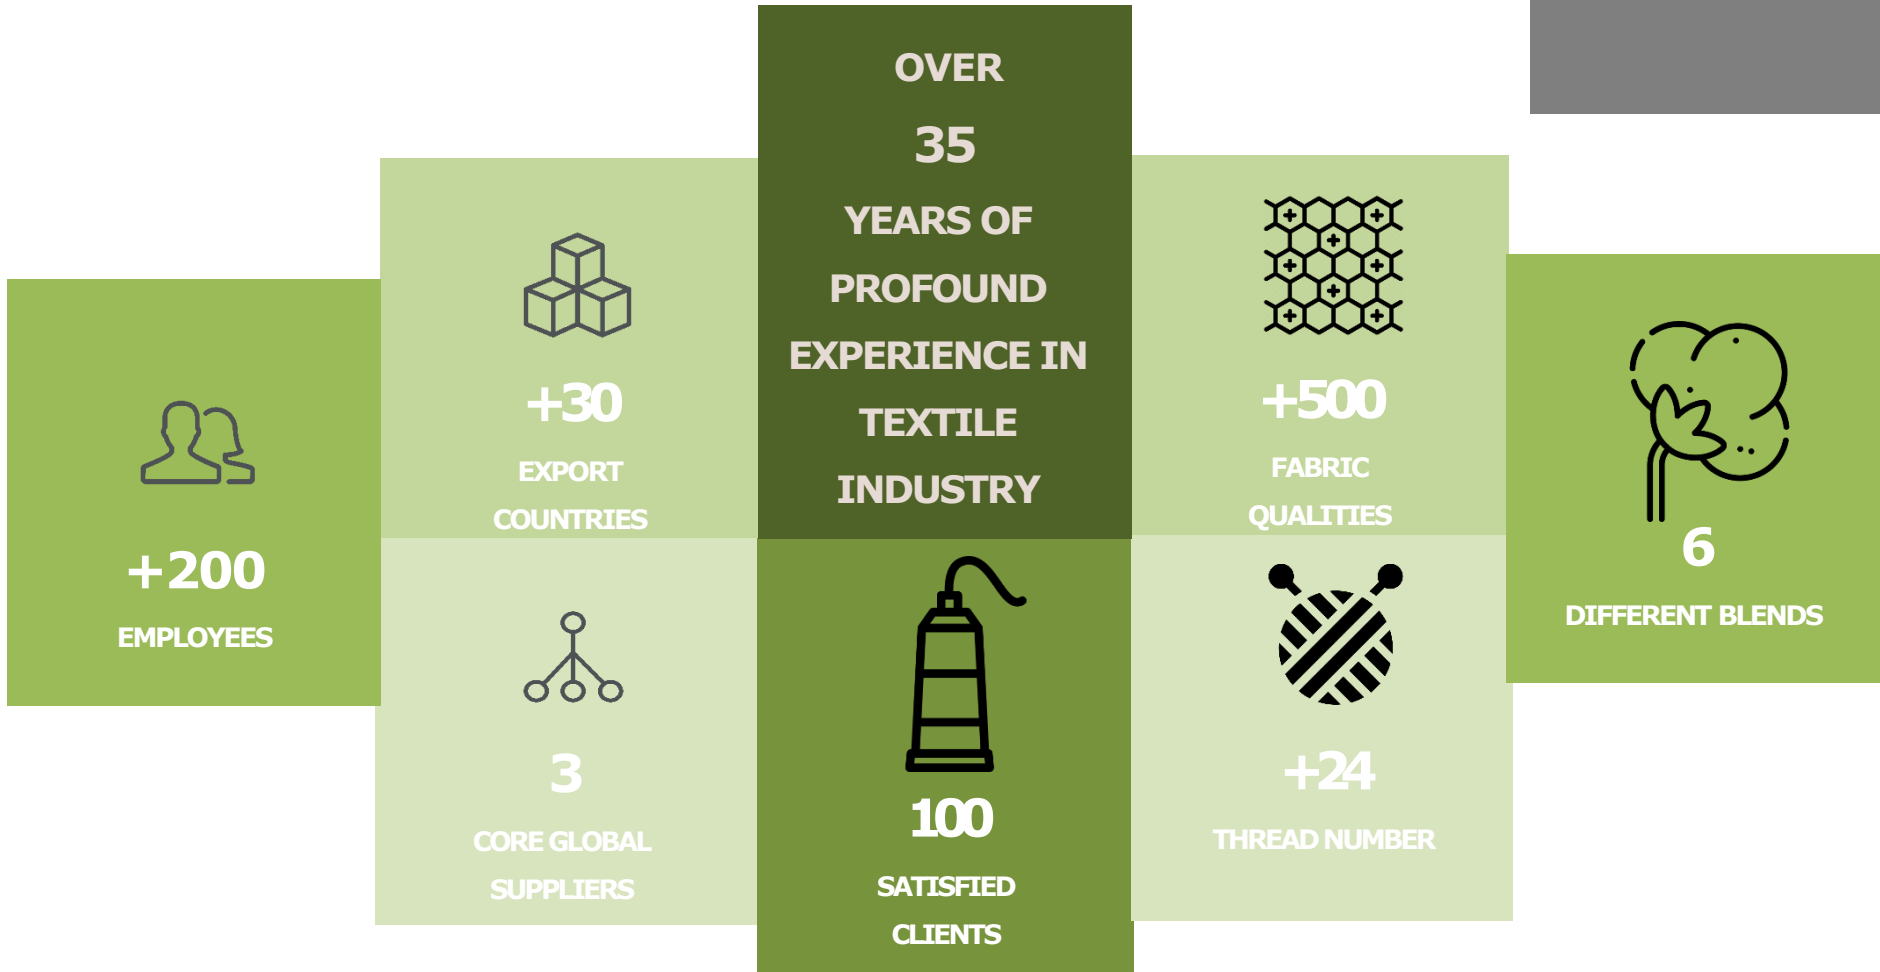 OVER
35
YEARS OF
PROFOUND
EXPERIENCE IN
TEXTILE
INDUSTRY
+200
EMPLOYEES
+30
EXPORT
COUNTRIES
3
CORE GLOBAL
SUPPLIERS
100
SATISFIED
CLIENTS
+500
FABRIC
QUALITIES
+24
THREAD NUMBER
6
DIFFERENT BLENDS